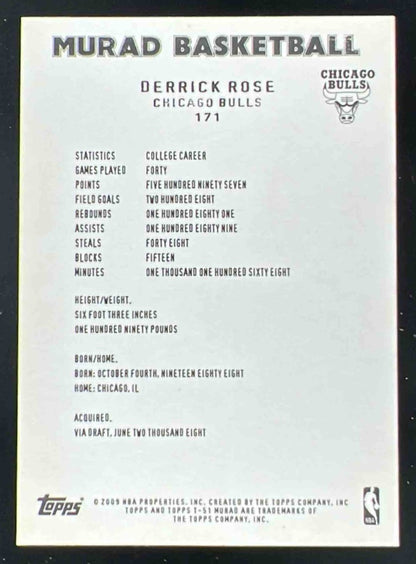 MURAD BASKETBALL
DERRICK ROSE
CHICAGO BULLS
171
CHICAGO
BULLS
STATISTICS COLLEGE CAREER
GAMES PLAYED FORTY
POINTS FIVE HUNDRED NINETY SEVEN
FIELD GOALS TWO HUNDRED EIGHT
REBOUNDS ONE HUNDRED EIGHTY ONE
ASSISTS ONE HUNDRED EIGHTY NINE
STEALS FORTY EIGHT
BLOCKS FIFTEEN
MINUTES ONE THOUSAND ONE HUNDRED SIXTY EIGHT
HEIGHT/WEIGHT.
SIX FOOT THREE INCHES
ONE HUNDRED NINETY POUNDS
BORN/HOME.
BORN: OCTOBER FOURTH, NINETEEN EIGHTY EIGHT
HOME: CHICAGO, IL
ACQUIRED.
VIA DRAFT, JUNE TWO THOUSAND EIGHT
Topps
© 2009 NBA PROPERTIES, INC. CREATED BY THE TOPPS COMPANY, INC
TOPPS AND TOPPS T-51 MURAD ARE TRADEMARKS OF
THE TOPPS COMPANY, INC.
NBA